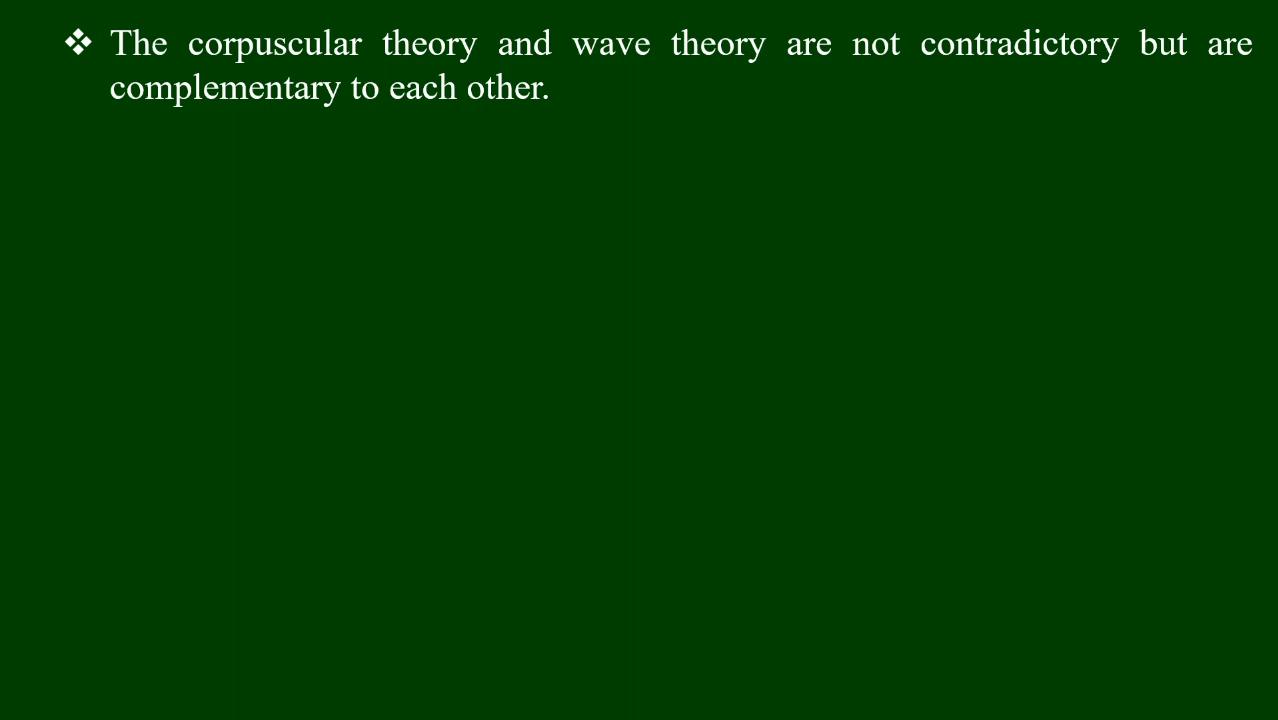 ❖ The corpuscular theory and wave theory are not contradictory but are
complementary to each other.